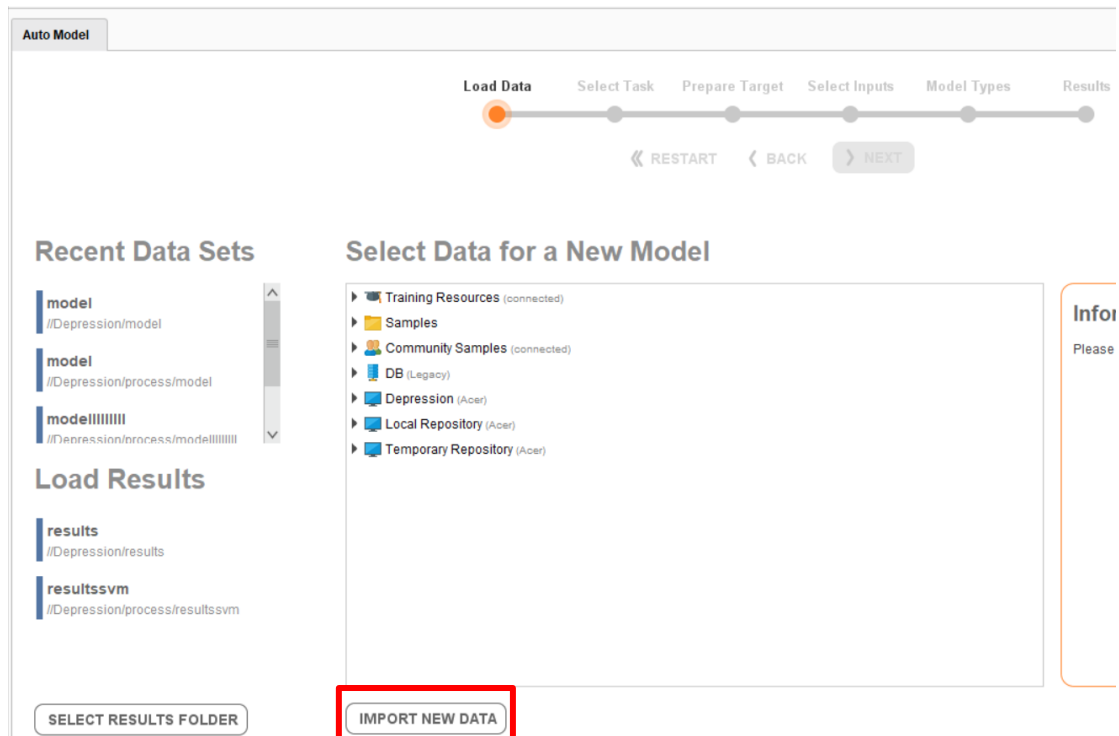 Auto Model
Load Data
Select Task
Prepare Target
Select Inputs
Model Types
Results
RESTART
BACK
NEXT
Recent Data Sets
model
//Depression/model
model
//Depression/process/model
Load Results
results
//Depression/results
resultssvm
//Depression/process/resultssvm
SELECT RESULTS FOLDER
Select Data for a New Model
Training Resources (connected)
Samples
Community Samples (connected)
DB (Legacy)
Depression (Acer)
Local Repository (Acer)
Temporary Repository (Acer)
IMPORT NEW DATA
Please